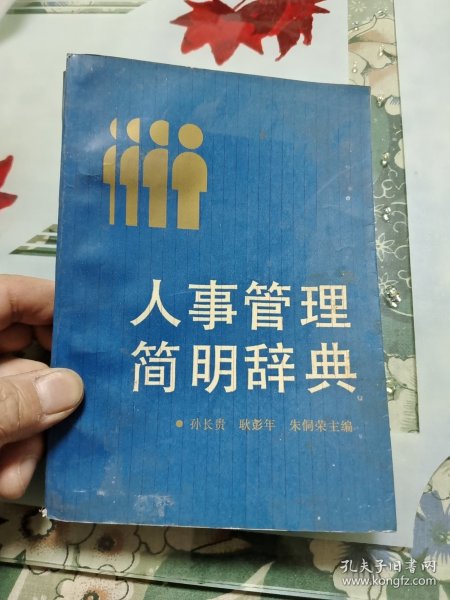 人事管理
简明辞典
孙长贵 耿彭年 朱侗荣主编
孔夫子旧书网
www.kongfz.com